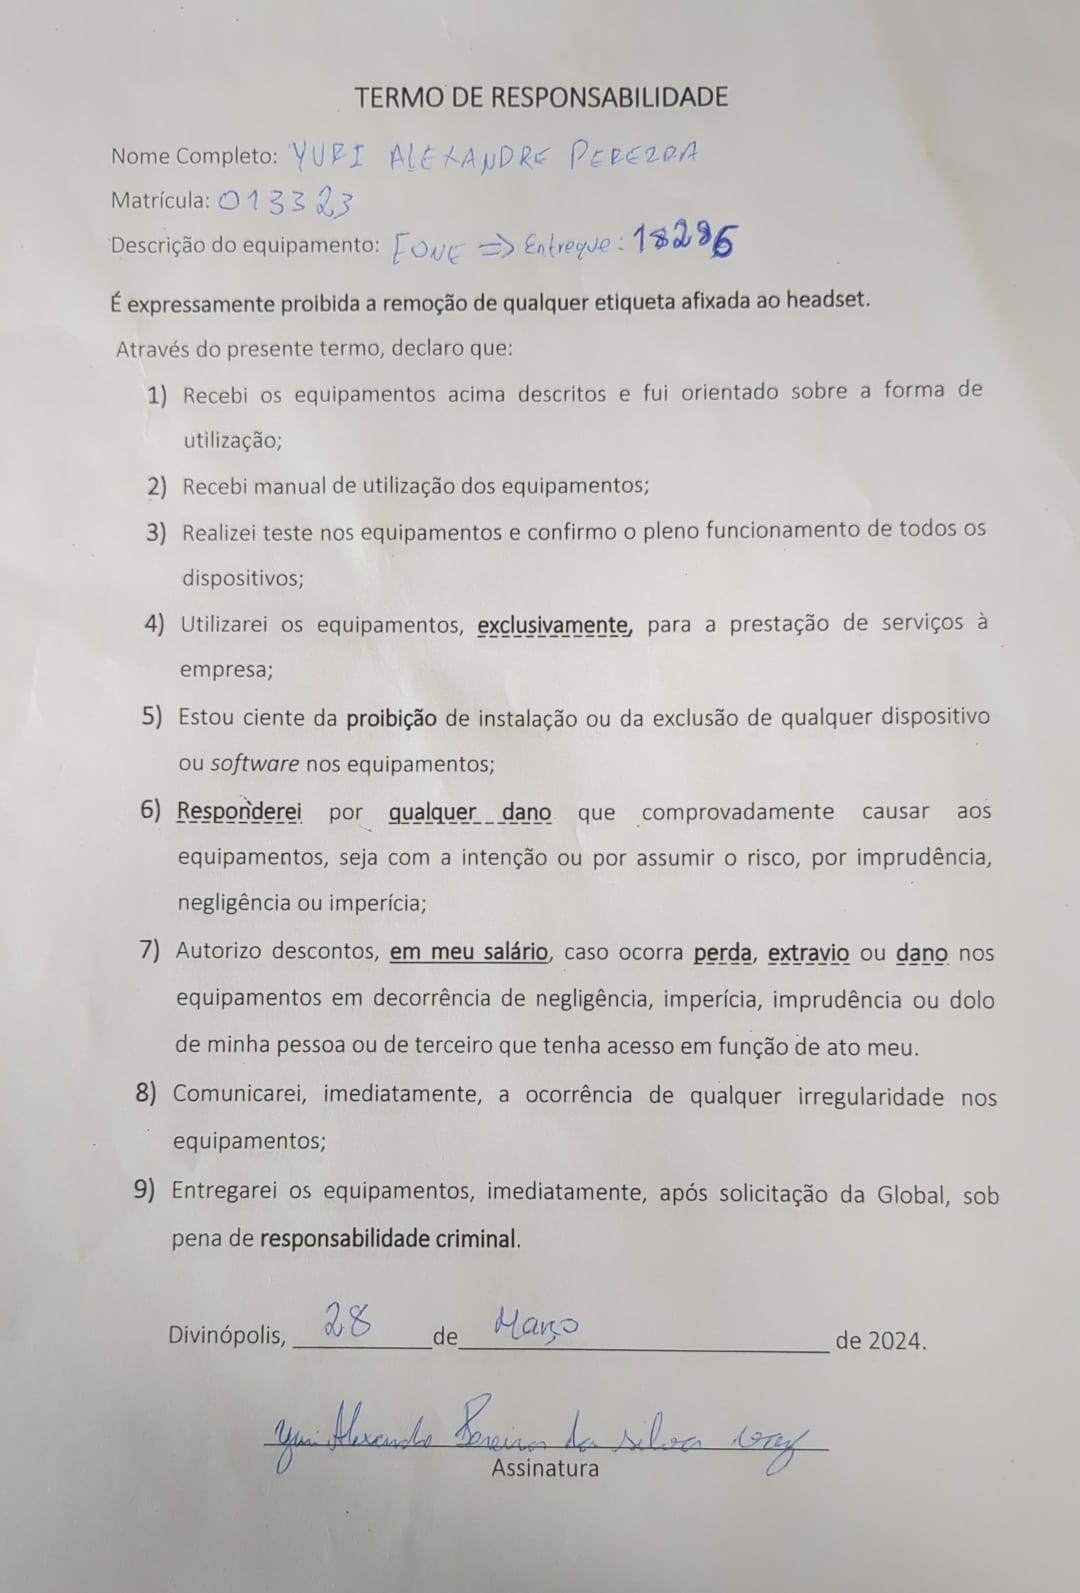 TERMO DE RESPONSABILIDADE
Nome Completo: YURI ALEXANDRE PEREIRA
Matrícula: 013323
Descrição do equipamento: FONE => Entregue: 18286
É expressamente proibida a remoção de qualquer etiqueta afixada ao headset.
Através do presente termo, declaro que:
1) Recebi os equipamentos acima descritos e fui orientado sobre a forma de
utilização;
2) Recebi manual de utilização dos equipamentos;
3) Realizei teste nos equipamentos e confirmo o pleno funcionamento de todos os
dispositivos;
4) Utilizarei os equipamentos, exclusivamente, para a prestação de serviços à
empresa;
5) Estou ciente da proibição de instalação ou da exclusão de qualquer dispositivo
ou software nos equipamentos;
6) Responderei por qualquer dano que comprovadamente causar aos
equipamentos, seja com a intenção ou por assumir o risco, por imprudência,
negligência ou imperícia;
7) Autorizo descontos, em meu salário, caso ocorra perda, extravio ou dano nos
equipamentos em decorrência de negligência, imperícia, imprudência ou dolo
de minha pessoa ou de terceiro que tenha acesso em função de ato meu.
8) Comunicarei, imediatamente, a ocorrência de qualquer irregularidade nos
equipamentos;
9) Entregarei os equipamentos, imediatamente, após solicitação da Global, sob
pena de responsabilidade criminal.
Divinópolis, 28 de Março de 2024.
Yuri Alexandre Pereira da Silva
Assinatura